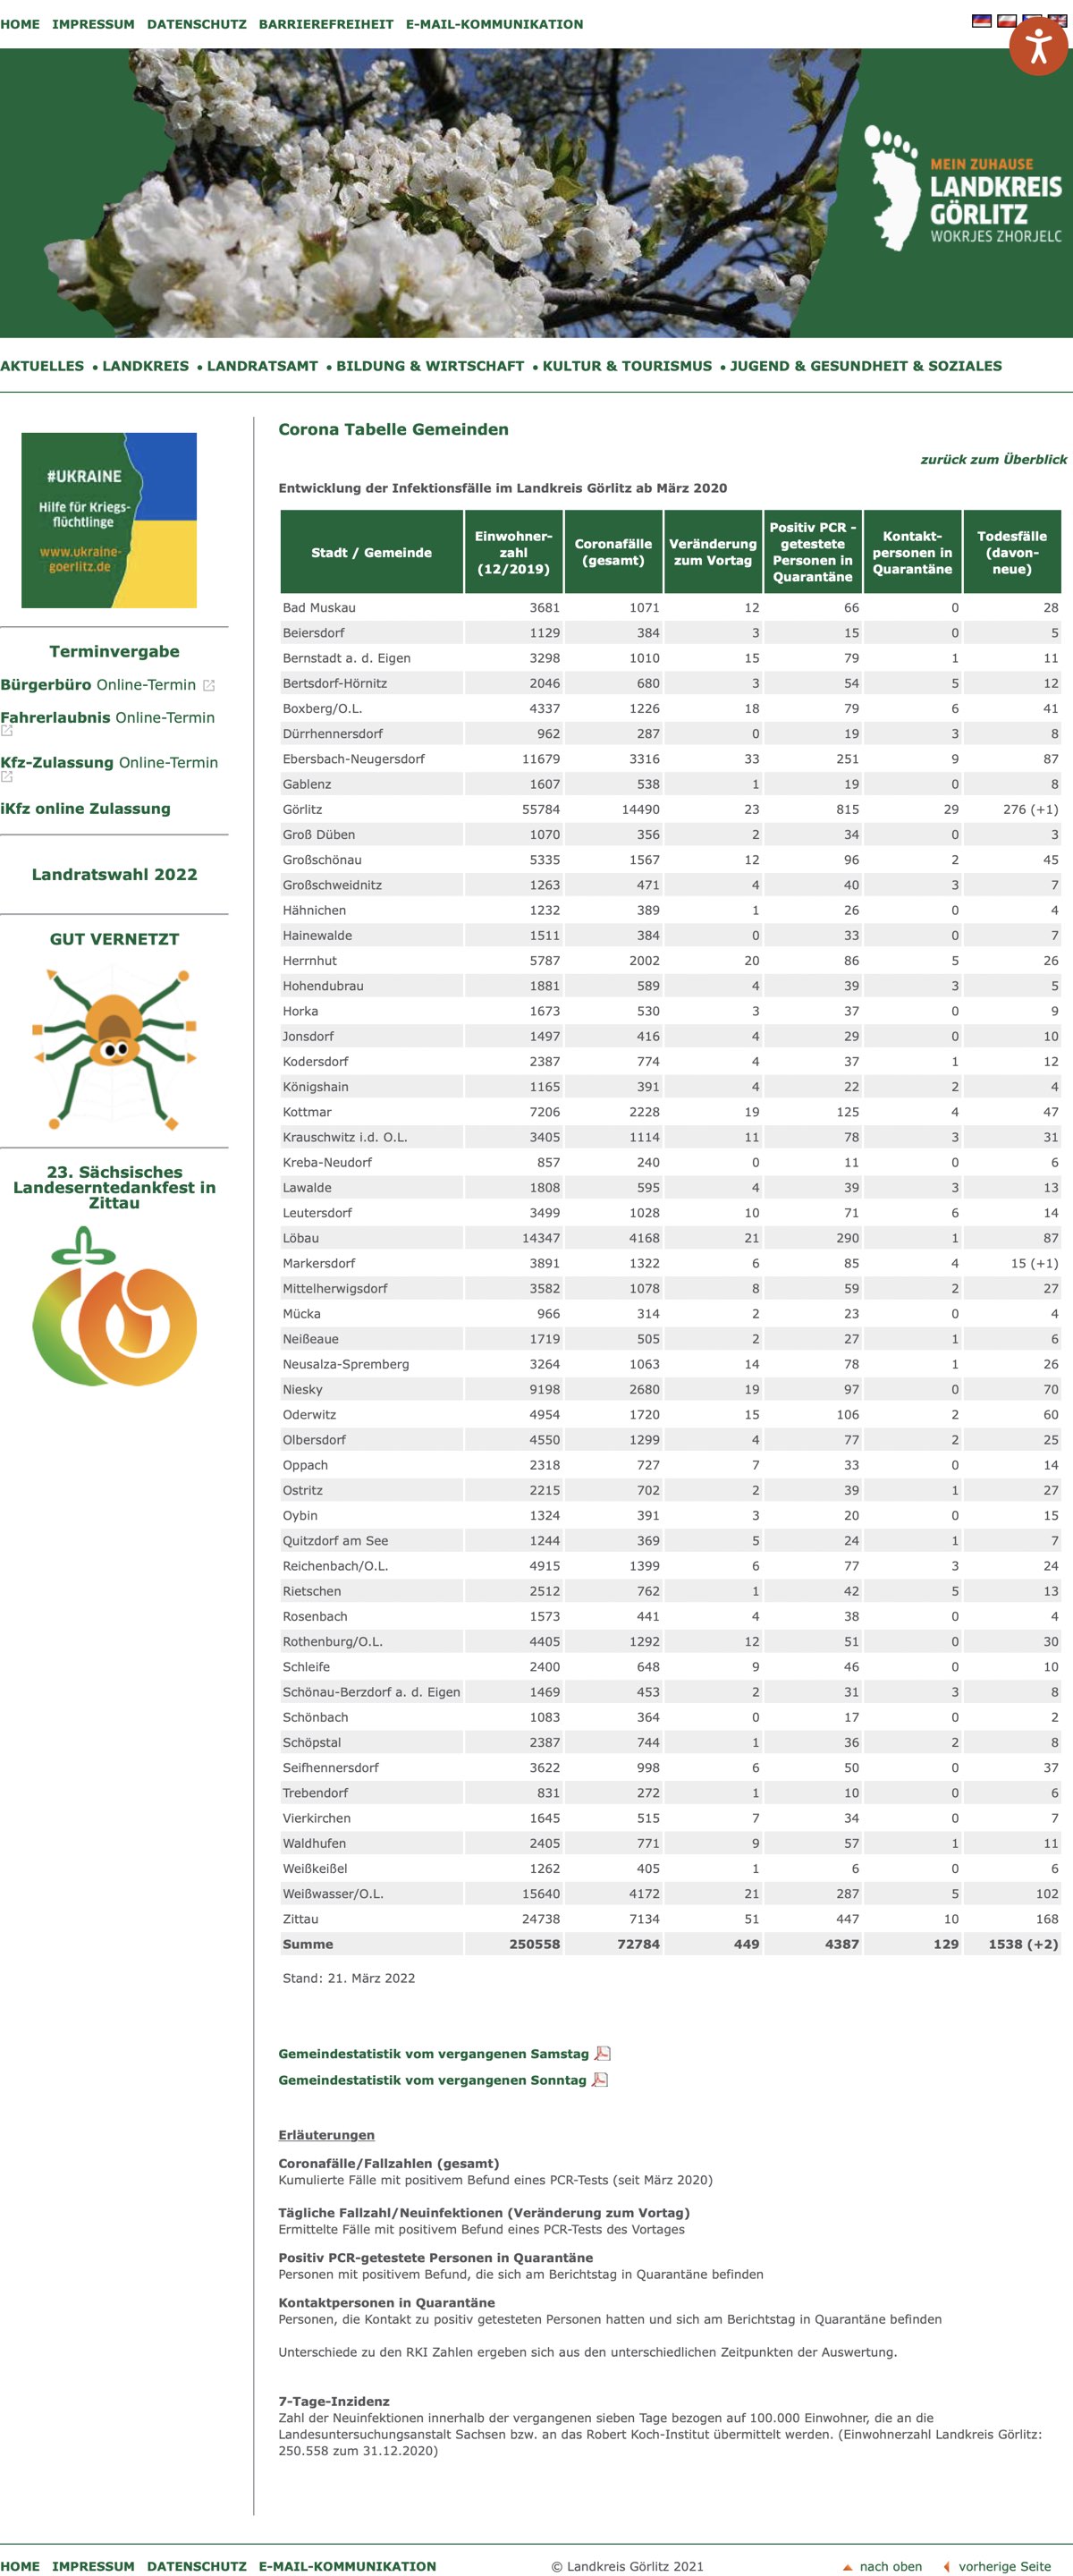 HOME IMPRESSUM DATENSCHUTZ BARRIEREFREIHEIT E-MAIL-KOMMUNIKATION
MEIN ZUHAUSE
LANDKREIS
GÖRLITZ
WOKRJES ZHORJELC
AKTUELLES • LANDKREIS • LANDRATSAMT • BILDUNG & WIRTSCHAFT • KULTUR & TOURISMUS • JUGEND & GESUNDHEIT & SOZIALES
#UKRAINE
Hilfe für Kriegs-
flüchtlinge
www.ukraine-
goerlitz.de
Terminvergabe
Bürgerbüro Online-Termin
Fahrerlaubnis Online-Termin
Kfz-Zulassung Online-Termin
iKfz online Zulassung
Landratswahl 2022
GUT VERNETZT
23. Sächsisches
Landeserntedankfest in
Zittau
Corona Tabelle Gemeinden
zurück zum Überblick
Entwicklung der Infektionsfälle im Landkreis Görlitz ab März 2020
Stadt / Gemeinde Einwohner-zahl (12/2019) Coronafälle (gesamt) Veränderung zum Vortag Positiv PCR - getestete Personen in Quarantäne Kontakt-personen in Quarantäne Todesfälle (davon-neue)
Bad Muskau 3681 1071 12 66 0 28
Beiersdorf 1129 384 3 15 0 5
Bernstadt a. d. Eigen 3298 1010 15 79 1 11
Bertsdorf-Hörnitz 2046 680 3 54 5 12
Boxberg/O.L. 4337 1226 18 79 6 41
Dürrhennersdorf 962 287 0 19 3 8
Ebersbach-Neugersdorf 11679 3316 33 251 9 87
Gablenz 1607 538 1 19 0 8
Görlitz 55784 14490 23 815 29 276 (+1)
Groß Düben 1070 356 2 34 0 3
Großschönau 5335 1567 12 96 2 45
Großschweidnitz 1263 471 4 40 3 7
Hähnichen 1232 389 1 26 0 4
Hainewalde 1511 384 0 33 0 7
Herrnhut 5787 2002 20 86 5 26
Hohendubrau 1881 589 4 39 3 5
Horka 1673 530 3 37 0 9
Jonsdorf 1497 416 4 29 0 10
Kodersdorf 2387 774 4 37 1 12
Königshain 1165 391 4 22 2 4
Kottmar 7206 2228 19 125 4 47
Krauschwitz i.d. O.L. 3405 1114 11 78 3 31
Kreba-Neudorf 857 240 0 11 0 6
Lawalde 1808 595 4 39 3 13
Leutersdorf 3499 1028 10 71 6 14
Löbau 14347 4168 21 290 1 87
Markersdorf 3891 1322 6 85 4 15 (+1)
Mittelherwigsdorf 3582 1078 8 59 2 27
Mücka 966 314 2 23 0 4
Neißeaue 1719 505 2 27 1 6
Neusalza-Spremberg 3264 1063 14 78 1 26
Niesky 9198 2680 19 97 0 70
Oderwitz 4954 1720 15 106 2 60
Olbersdorf 4550 1299 4 77 2 25
Oppach 2318 727 7 33 0 14
Ostritz 2215 702 2 39 1 27
Oybin 1324 391 3 20 0 15
Quitzdorf am See 1244 369 5 24 1 7
Reichenbach/O.L. 4915 1399 6 77 3 24
Rietschen 2512 762 1 42 5 13
Rosenbach 1573 441 4 38 0 4
Rothenburg/O.L. 4405 1292 12 51 0 30
Schleife 2400 648 9 46 0 10
Schönau-Berzdorf a. d. Eigen 1469 453 2 31 3 8
Schönbach 1083 364 0 17 0 2
Schöpstal 2387 744 1 36 2 8
Seifhennersdorf 3622 998 6 50 0 37
Trebendorf 831 272 1 10 0 6
Vierkirchen 1645 515 7 34 0 7
Waldhufen 2405 771 9 57 1 11
Weißkeißel 1262 405 1 6 0 6
Weißwasser/O.L. 15640 4172 21 287 5 102
Zittau 24738 7134 51 447 10 168
Summe 250558 72784 449 4387 129 1538 (+2)
Stand: 21. März 2022
Gemeindestatistik vom vergangenen Samstag
Gemeindestatistik vom vergangenen Sonntag
Erläuterungen
Coronafälle/Fallzahlen (gesamt)
Kumulierte Fälle mit positivem Befund eines PCR-Tests (seit März 2020)
Tägliche Fallzahl/Neuinfektionen (Veränderung zum Vortag)
Ermittelte Fälle mit positivem Befund eines PCR-Tests des Vortages
Positiv PCR-getestete Personen in Quarantäne
Personen mit positivem Befund, die sich am Berichtstag in Quarantäne befinden
Kontaktpersonen in Quarantäne
Personen, die Kontakt zu positiv getesteten Personen hatten und sich am Berichtstag in Quarantäne befinden
Unterschiede zu den RKI Zahlen ergeben sich aus den unterschiedlichen Zeitpunkten der Auswertung.
7-Tage-Inzidenz
Zahl der Neuinfektionen innerhalb der vergangenen sieben Tage bezogen auf 100.000 Einwohner, die an die
Landesuntersuchungsanstalt Sachsen bzw. an das Robert Koch-Institut übermittelt werden. (Einwohnerzahl Landkreis Görlitz:
250.558 zum 31.12.2020)
HOME IMPRESSUM DATENSCHUTZ E-MAIL-KOMMUNIKATION © Landkreis Görlitz 2021 nach oben vorherige Seite